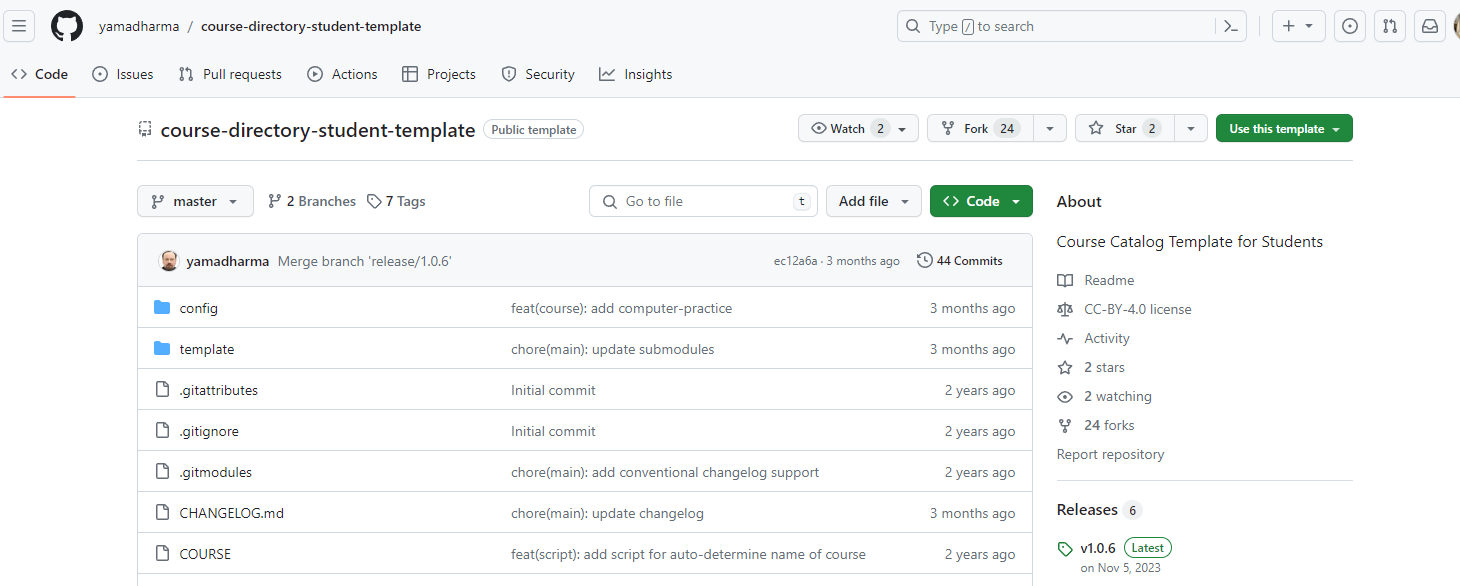 yamadharma / course-directory-student-template
Type / to search
Code Issues Pull requests Actions Projects Security Insights
course-directory-student-template Public template
Watch 2 Fork 24 Star 2 Use this template
master 2 Branches 7 Tags Go to file t Add file Code
yamadharma Merge branch 'release/1.0.6' ec12a6a · 3 months ago 44 Commits
config feat(course): add computer-practice 3 months ago
template chore(main): update submodules 3 months ago
.gitattributes Initial commit 2 years ago
.gitignore Initial commit 2 years ago
.gitmodules chore(main): add conventional changelog support 2 years ago
CHANGELOG.md chore(main): update changelog 3 months ago
COURSE feat(script): add script for auto-determine name of course 2 years ago
About
Course Catalog Template for Students
Readme
CC-BY-4.0 license
Activity
2 stars
2 watching
24 forks
Report repository
Releases 6
v1.0.6 Latest
on Nov 5, 2023